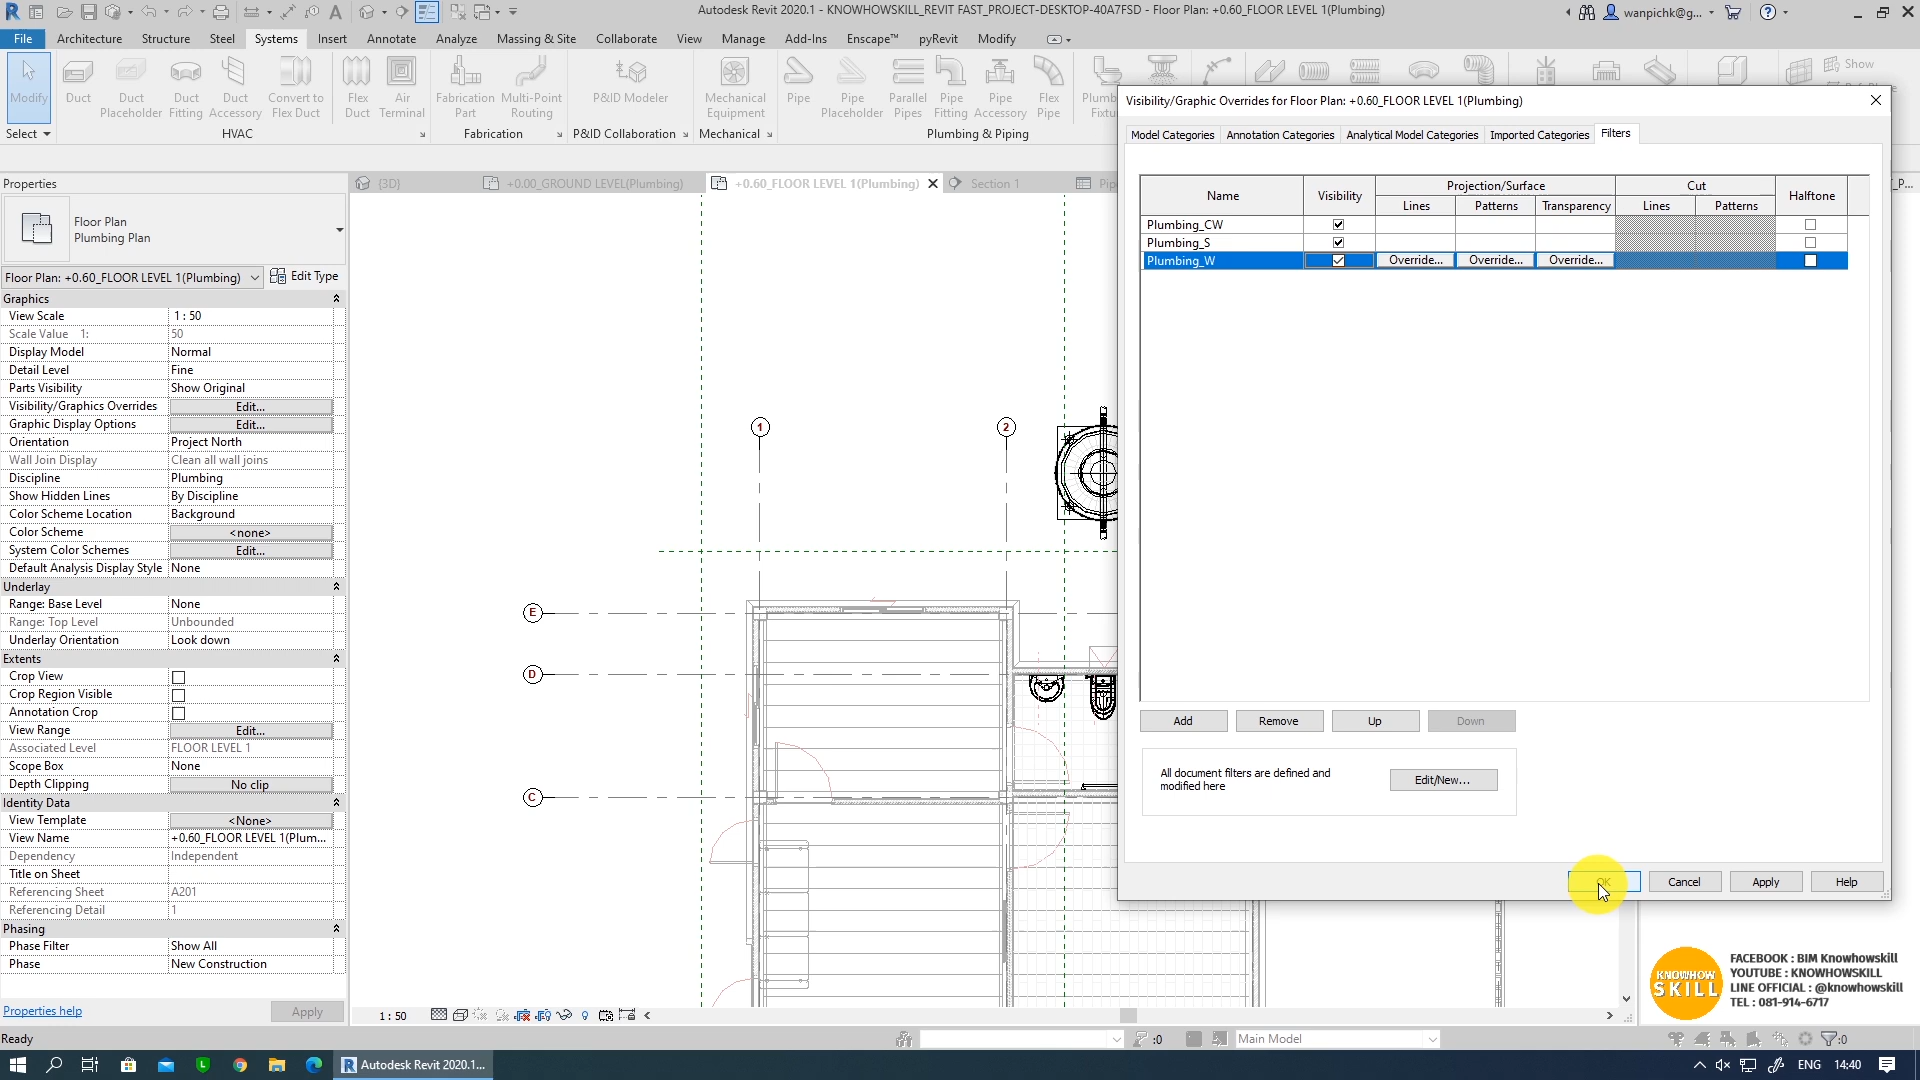 Autodesk Revit 2020.1 - KNOWHOWSKILL_REVIT FAST_PROJECT-DESKTOP-40A7FSD - Floor Plan: +0.60_FLOOR LEVEL 1(Plumbing)
wanpichk@g...
File Architecture Structure Steel Systems Insert Annotate Analyze Massing & Site Collaborate View Manage Add-Ins Enscape™ pyRevit Modify
Modify Duct Duct Placeholder Duct Fitting Duct Accessory Convert to Flex Duct Flex Duct Air Terminal Fabrication Part Multi-Point Routing P&ID Modeler Mechanical Equipment Pipe Pipe Placeholder Parallel Pipes Pipe Fitting Pipe Accessory Flex Pipe
Show
Select HVAC Fabrication P&ID Collaboration Mechanical Plumbing & Piping
Properties
{3D} +0.00_GROUND LEVEL(Plumbing) +0.60_FLOOR LEVEL 1(Plumbing) Section 1
Floor Plan
Plumbing Plan
Floor Plan: +0.60_FLOOR LEVEL 1(Plumbing) Edit Type
Graphics
View Scale 1 : 50
Scale Value 1: 50
Display Model Normal
Detail Level Fine
Parts Visibility Show Original
Visibility/Graphics Overrides Edit...
Graphic Display Options Edit...
Orientation Project North
Wall Join Display Clean all wall joins
Discipline Plumbing
Show Hidden Lines By Discipline
Color Scheme Location Background
Color Scheme <none>
System Color Schemes Edit...
Default Analysis Display Style None
Underlay
Range: Base Level None
Range: Top Level Unbounded
Underlay Orientation Look down
Extents
Crop View
Crop Region Visible
Annotation Crop
View Range Edit...
Associated Level FLOOR LEVEL 1
Scope Box None
Depth Clipping No clip
Identity Data
View Template <None>
View Name +0.60_FLOOR LEVEL 1(Plum...
Dependency Independent
Title on Sheet
Referencing Sheet A201
Referencing Detail 1
Phasing
Phase Filter Show All
Phase New Construction
Properties help Apply
1 2
E
D
C
Visibility/Graphic Overrides for Floor Plan: +0.60_FLOOR LEVEL 1(Plumbing)
Model Categories Annotation Categories Analytical Model Categories Imported Categories Filters
Name Visibility Projection/Surface Cut Halftone
Lines Patterns Transparency Lines Patterns
Plumbing_CW
Plumbing_S
Plumbing_W Override... Override... Override...
Add Remove Up Down
All document filters are defined and
modified here
Edit/New...
OK Cancel Apply Help
KNOWHOW
SKILL
FACEBOOK : BIM Knowhowskill
YOUTUBE : KNOWHOWSKILL
LINE OFFICIAL : @knowhowskill
TEL : 081-914-6717
1 : 50
Ready :0 Main Model :0
Autodesk Revit 2020.1... ENG 14:40